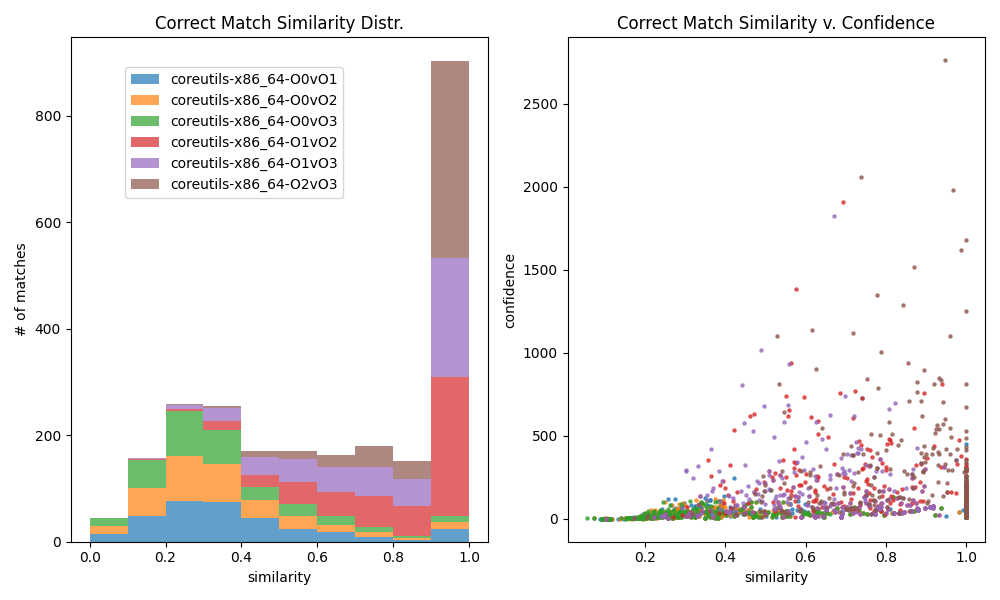 Correct Match Similarity Distr.
coreutils-x86_64-O0vO1
coreutils-x86_64-O0vO2
coreutils-x86_64-O0vO3
coreutils-x86_64-O1vO2
coreutils-x86_64-O1vO3
coreutils-x86_64-O2vO3
# of matches
800
600
400
200
0
0.0 0.2 0.4 0.6 0.8 1.0
similarity
Correct Match Similarity v. Confidence
confidence
2500
2000
1500
1000
500
0
0.2 0.4 0.6 0.8 1.0
similarity